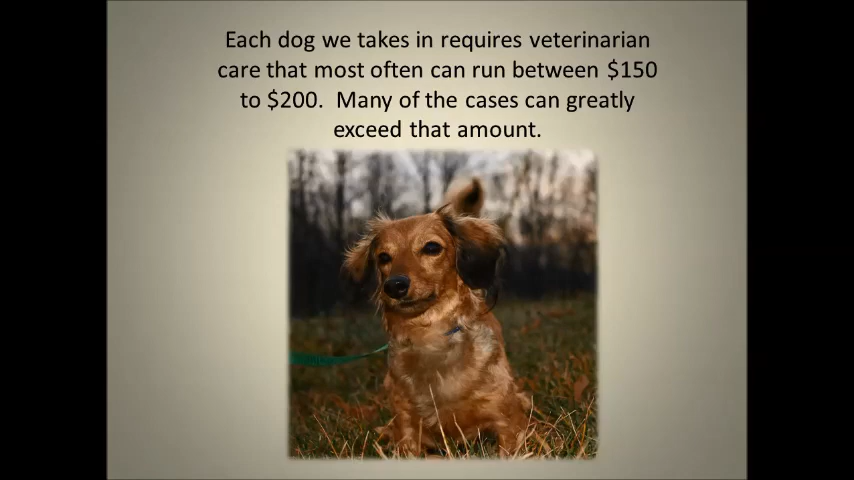 Each dog we takes in requires veterinarian
care that most often can run between $150
to $200.  Many of the cases can greatly
exceed that amount.